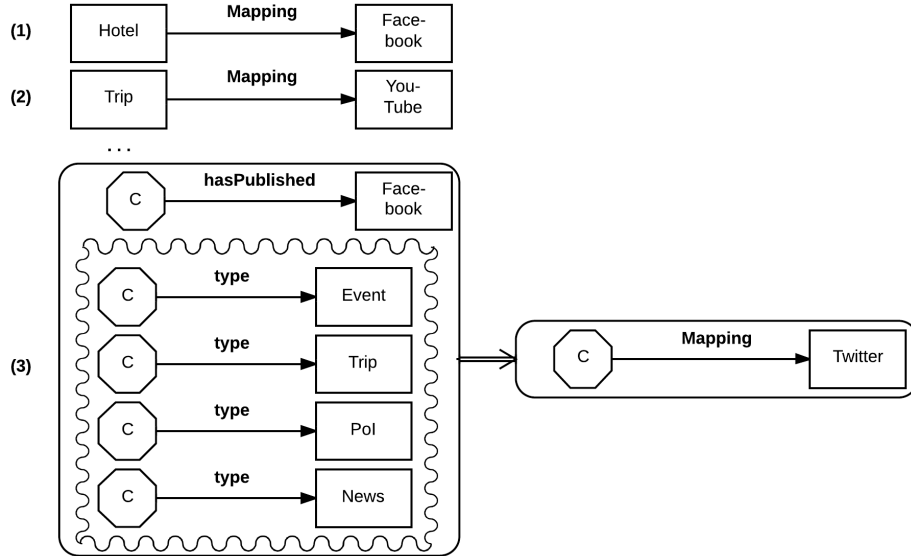 Mapping
(1)
Hotel
Face-
book
Mapping
(2)
Trip
You-
Tube
...
hasPublished
C
Face-
book
type
C
Event
type
C
Trip
(3)
Mapping
C
Twitter
type
C
PoI
type
C
News